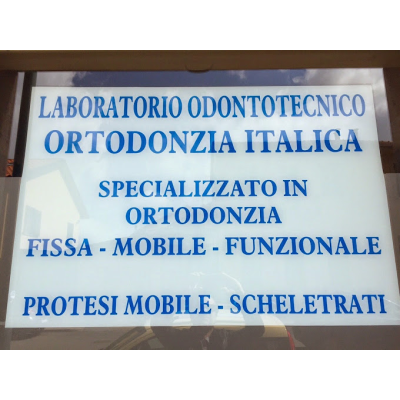 LABORATORIO ODONTOTECNICO
ORTODONZIA ITALICA
SPECIALIZZATO IN
ORTODONZIA
FISSA - MOBILE - FUNZIONALE
PROTESI MOBILE - SCHELETRATI